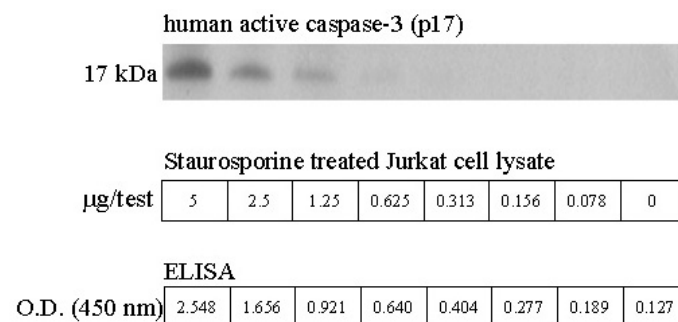 human active caspase-3 (p17)
17 kDa
Staurosporine treated Jurkat cell lysate
µg/test 5 2.5 1.25 0.625 0.313 0.156 0.078 0
ELISA
O.D. (450 nm) 2.548 1.656 0.921 0.640 0.404 0.277 0.189 0.127